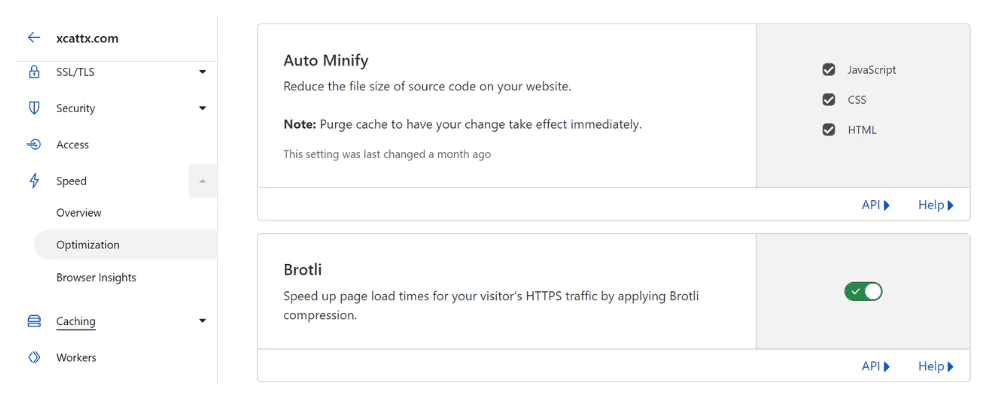 xcattx.com
SSL/TLS
Security
Access
Speed
Overview
Optimization
Browser Insights
Caching
Workers
Auto Minify
Reduce the file size of source code on your website.
Note: Purge cache to have your change take effect immediately.
This setting was last changed a month ago
JavaScript
CSS
HTML
API
Help
Brotli
Speed up page load times for your visitor’s HTTPS traffic by applying Brotli
compression.
API
Help